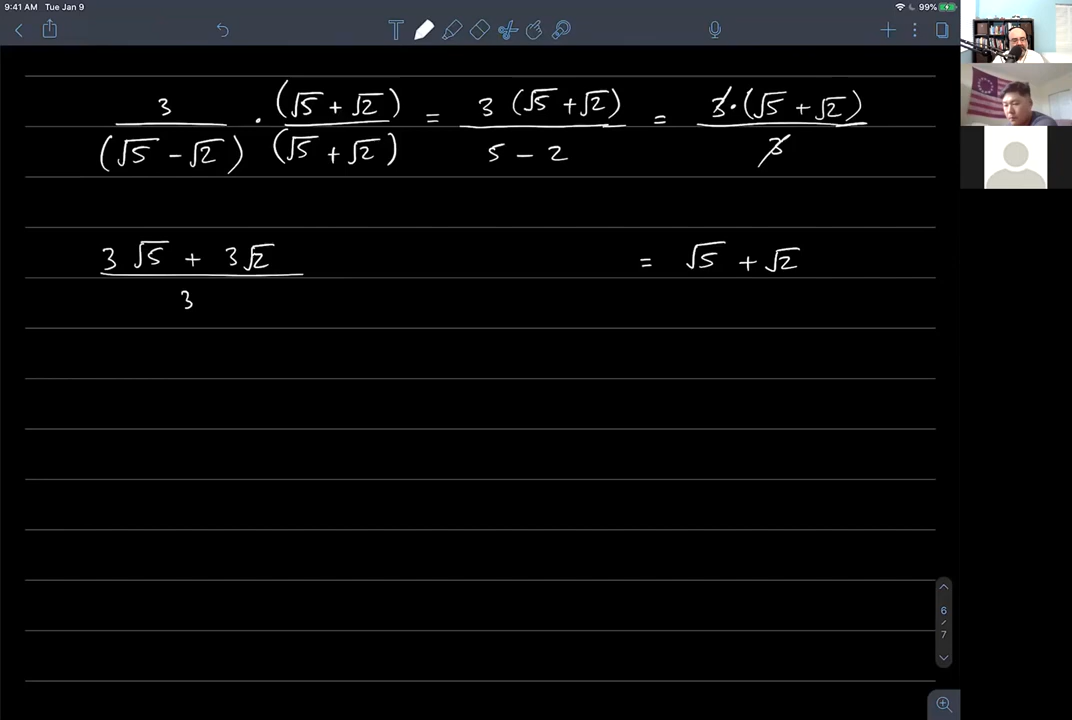 9:41 AM Tue Jan 9 99%
T
3 / (√5 − √2) · (√5 + √2) / (√5 + √2) = 3 (√5 + √2) / 5 − 2 = 3·(√5 + √2) / 3
3√5 + 3√2 / 3 = √5 + √2
6
/
7